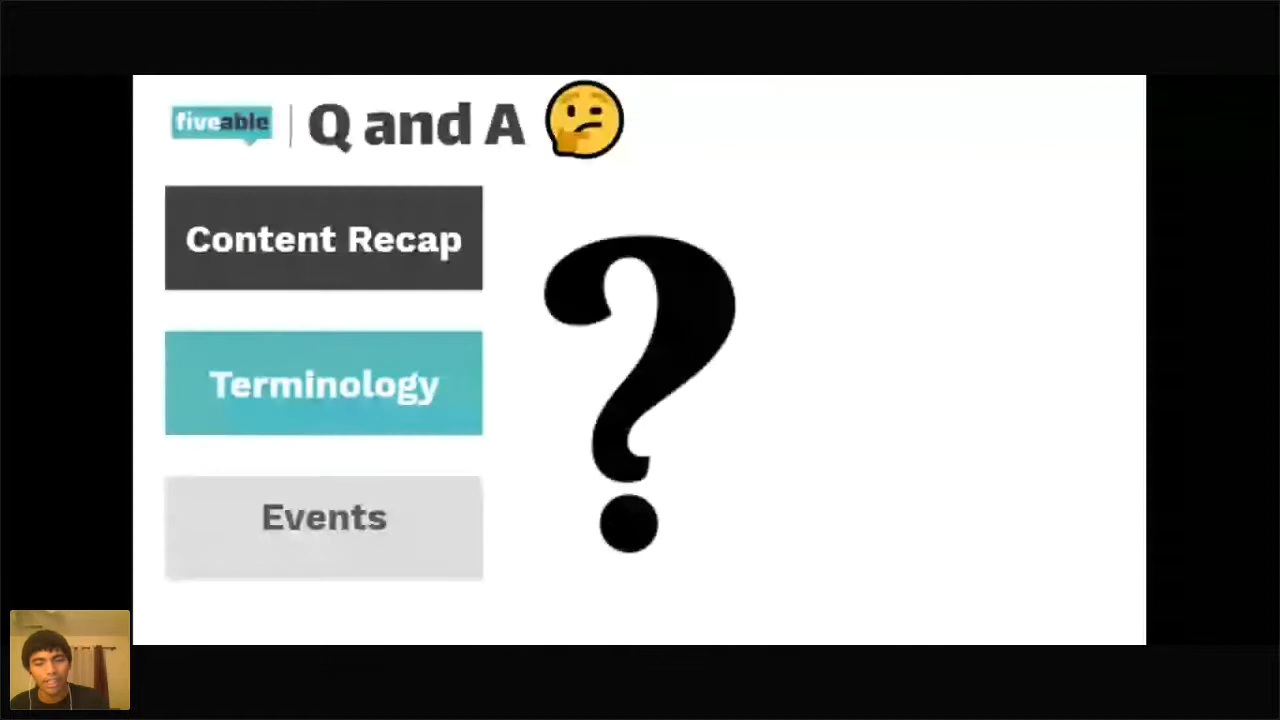 fiveable | Q and A
Content Recap
?
Terminology
Events